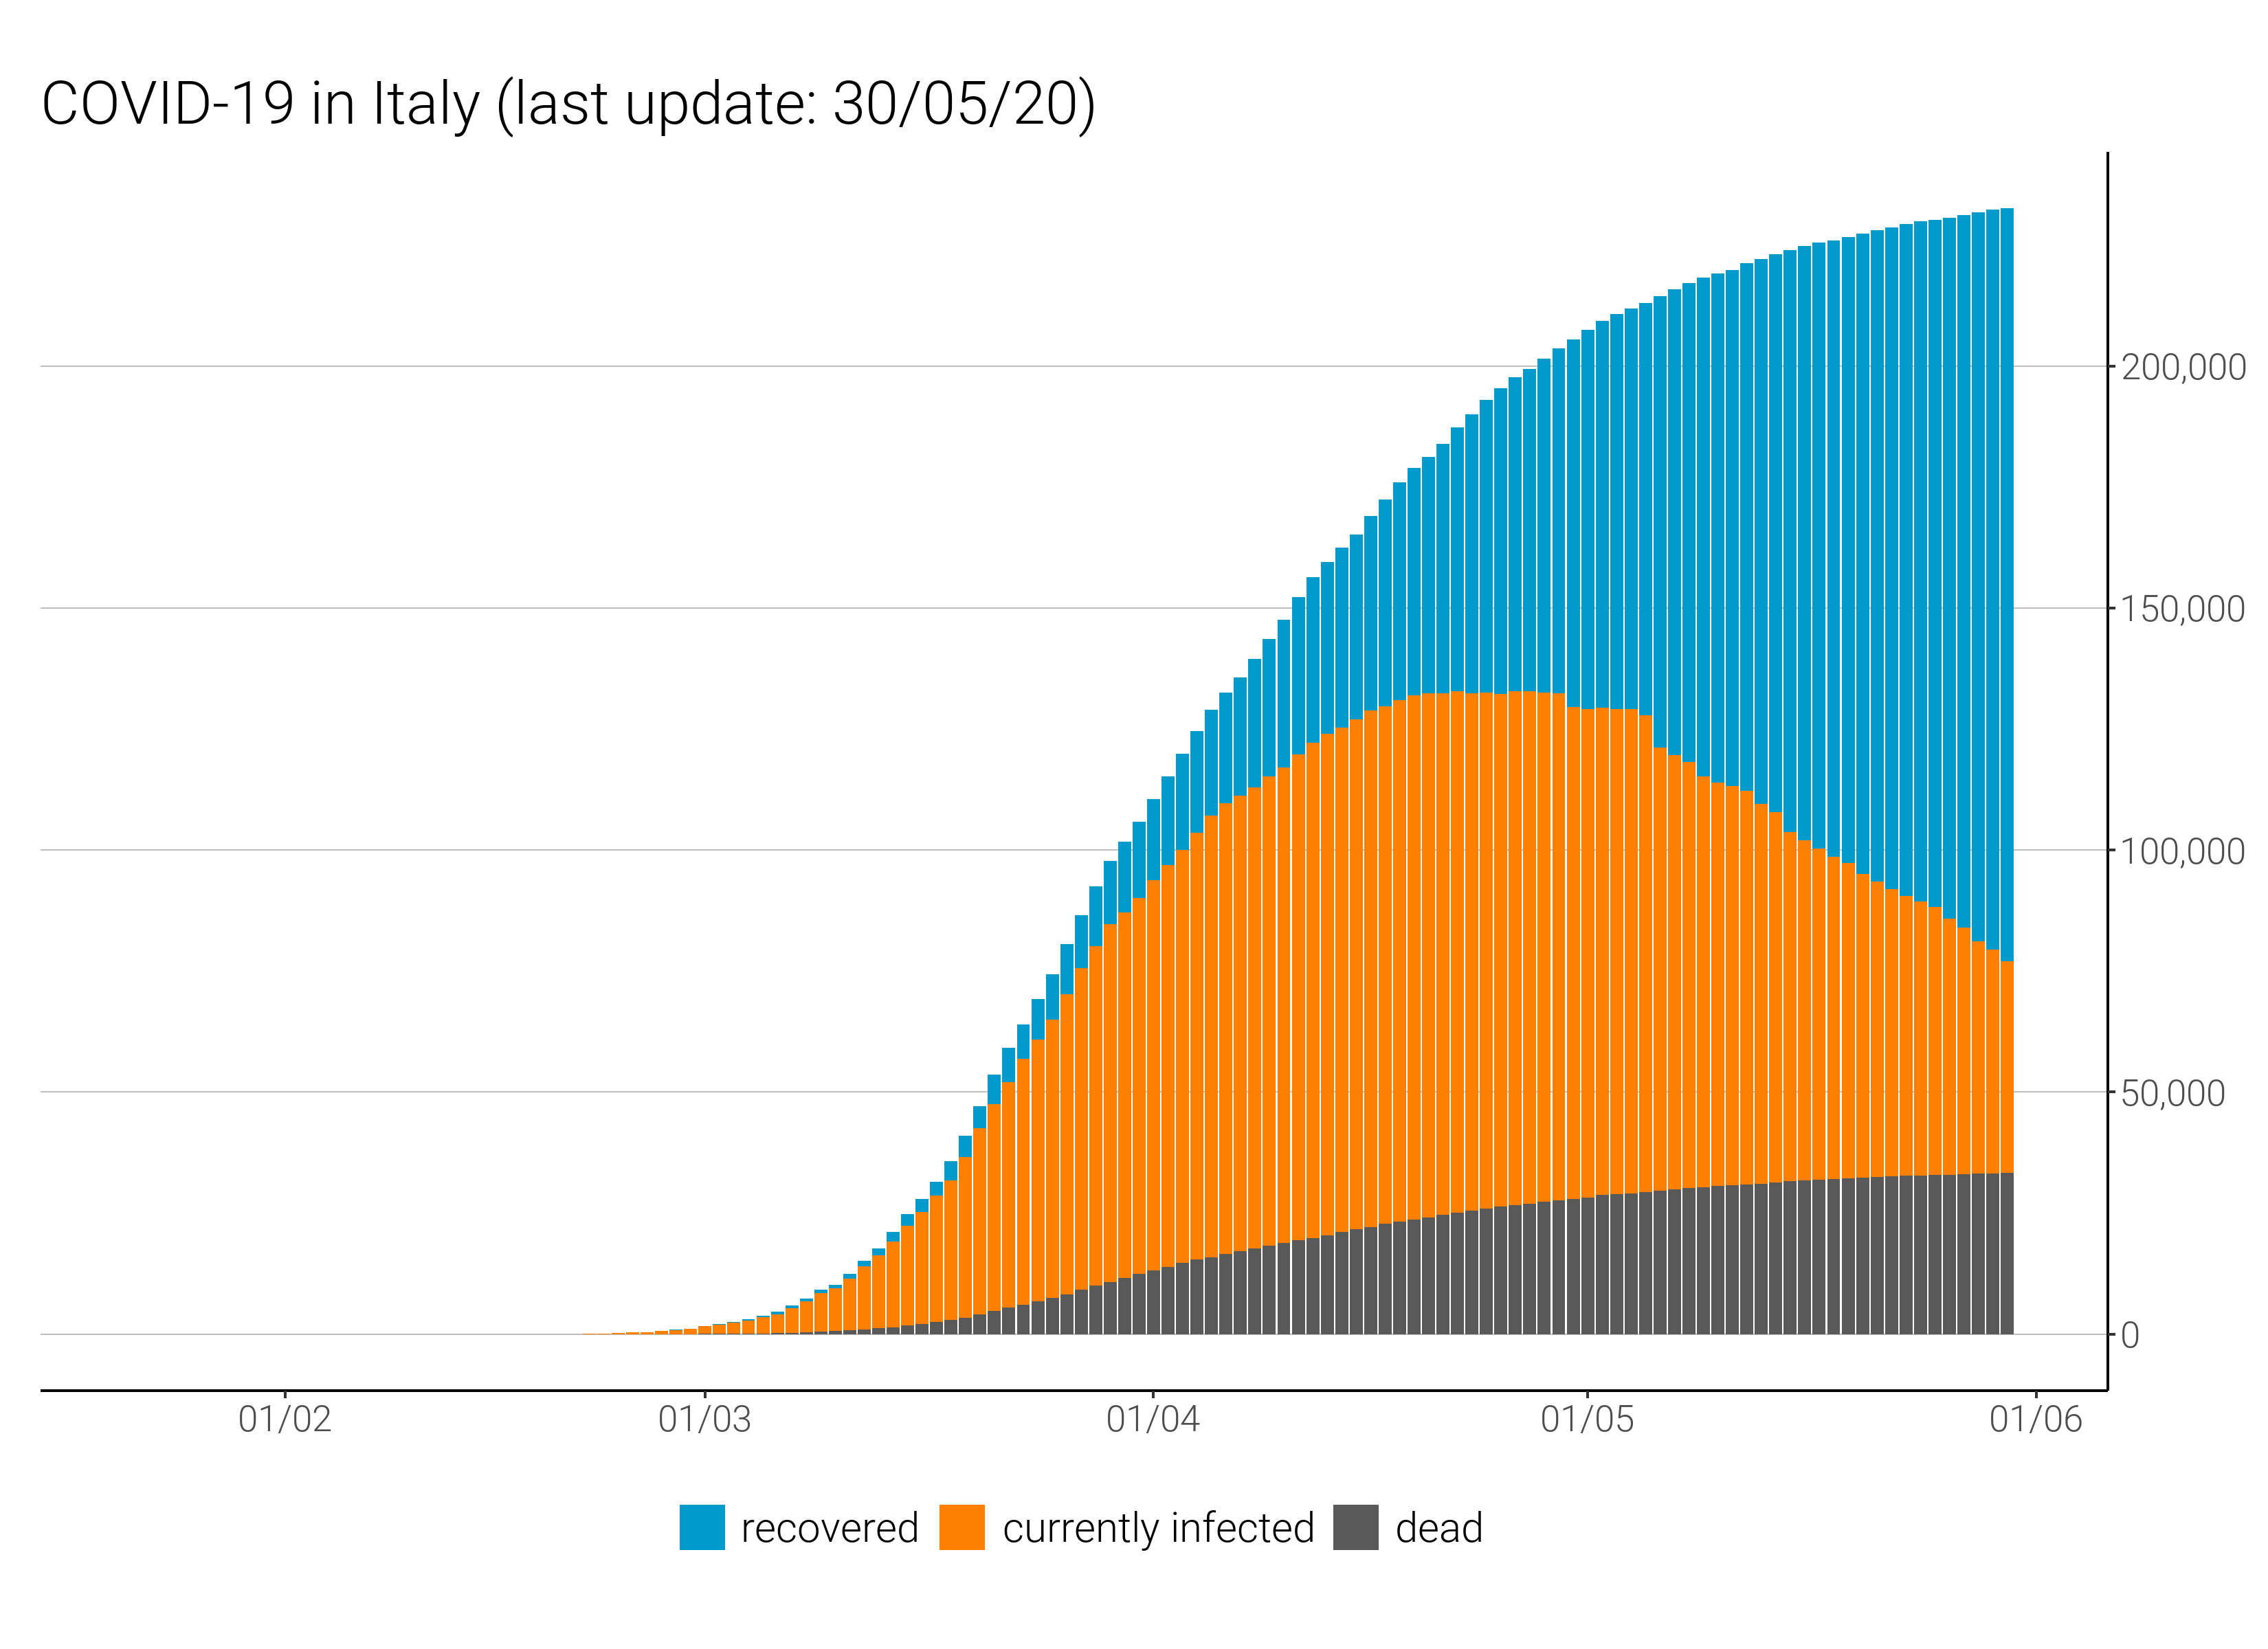 COVID-19 in Italy (last update: 30/05/20)
200,000
150,000
100,000
50,000
0
01/02 01/03 01/04 01/05 01/06
recovered currently infected dead